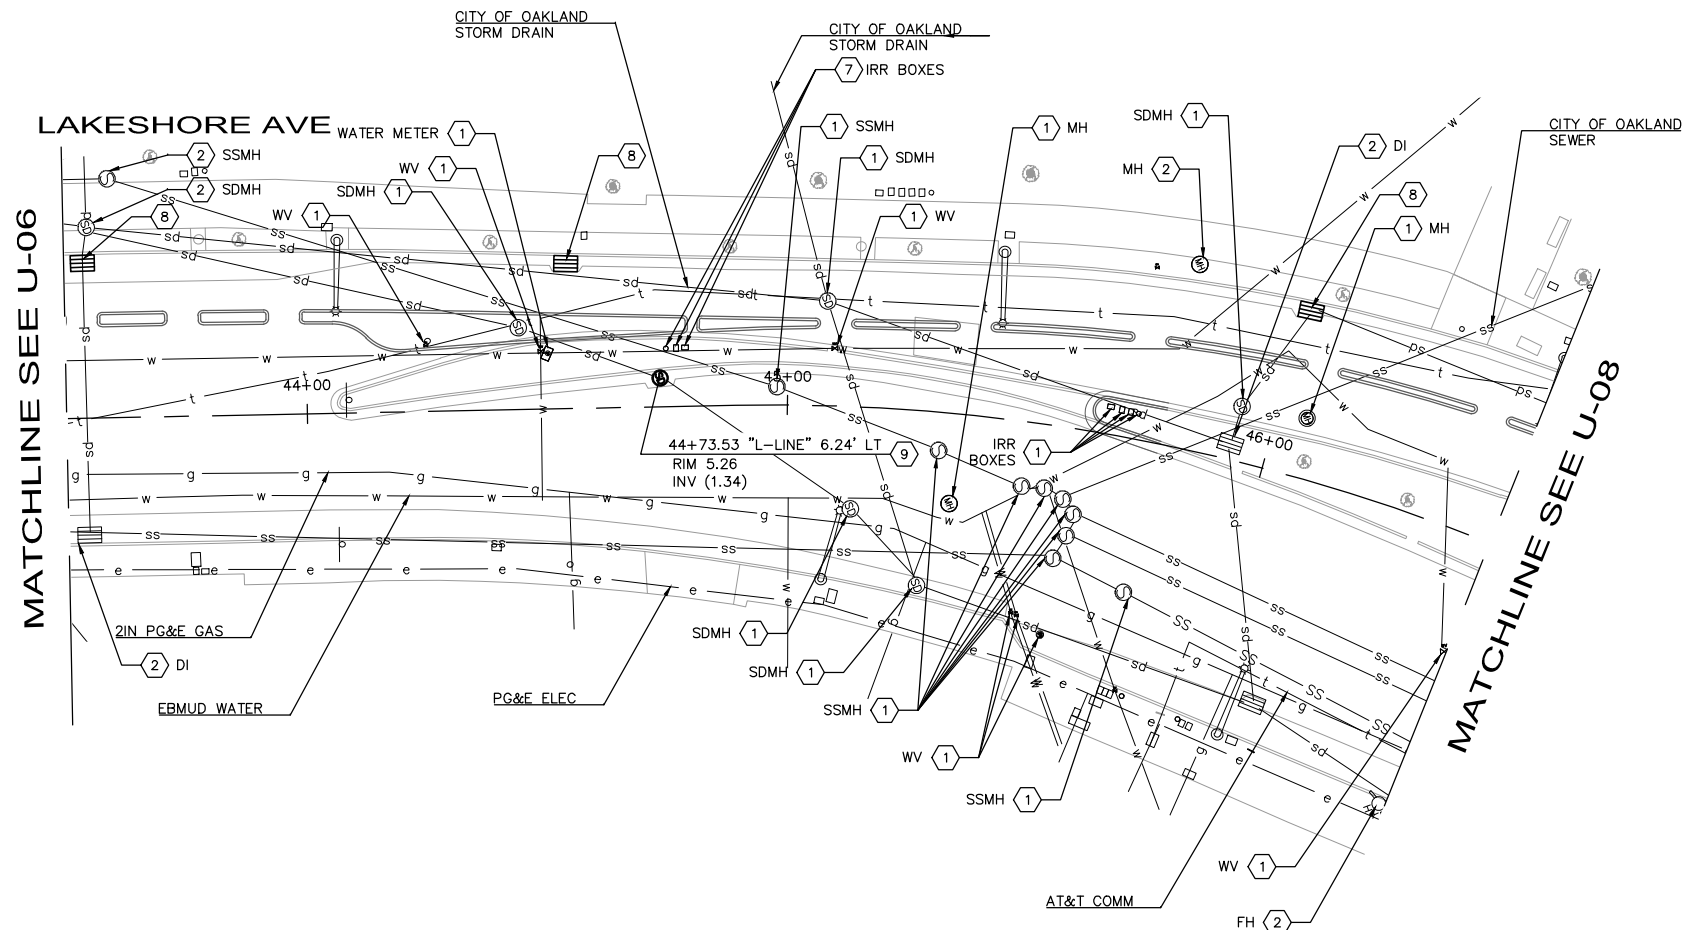 CITY OF OAKLAND
STORM DRAIN
CITY OF OAKLAND
STORM DRAIN
7 IRR BOXES
LAKESHORE AVE
WATER METER 1
1 SSMH
1 MH
SDMH 1
CITY OF OAKLAND
SEWER
2 SSMH
WV 1
8
1 SDMH
MH 2
2 DI
2 SDMH
SDMH 1
8
8
WV 1
1 WV
1 MH
MATCHLINE SEE U-06
44+00
45+00
46+00
44+73.53 "L-LINE" 6.24' LT 9
RIM 5.26
INV (1.34)
IRR
BOXES 1
MATCHLINE SEE U-08
2IN PG&E GAS
2 DI
EBMUD WATER
PG&E ELEC
SDMH 1
SDMH 1
SSMH 1
WV 1
SSMH 1
WV 1
AT&T COMM
FH 2